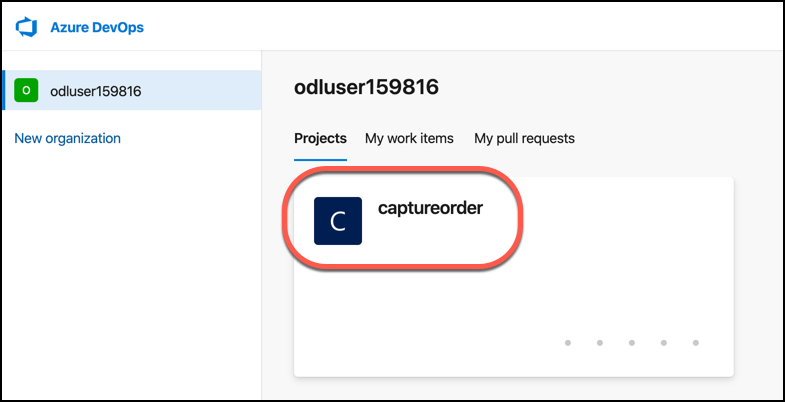 Azure DevOps
O odluser159816
New organization
odluser159816
Projects My work items My pull requests
C captureorder